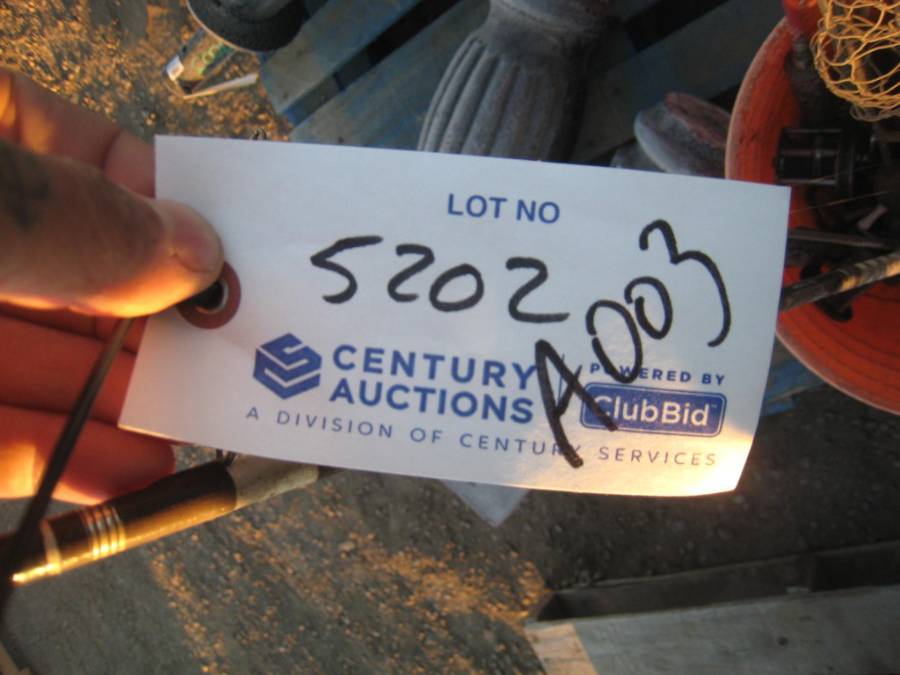 LOT NO
5202
A003
CENTURY
AUCTIONS
POWERED BY
ClubBid
A DIVISION OF CENTURY SERVICES